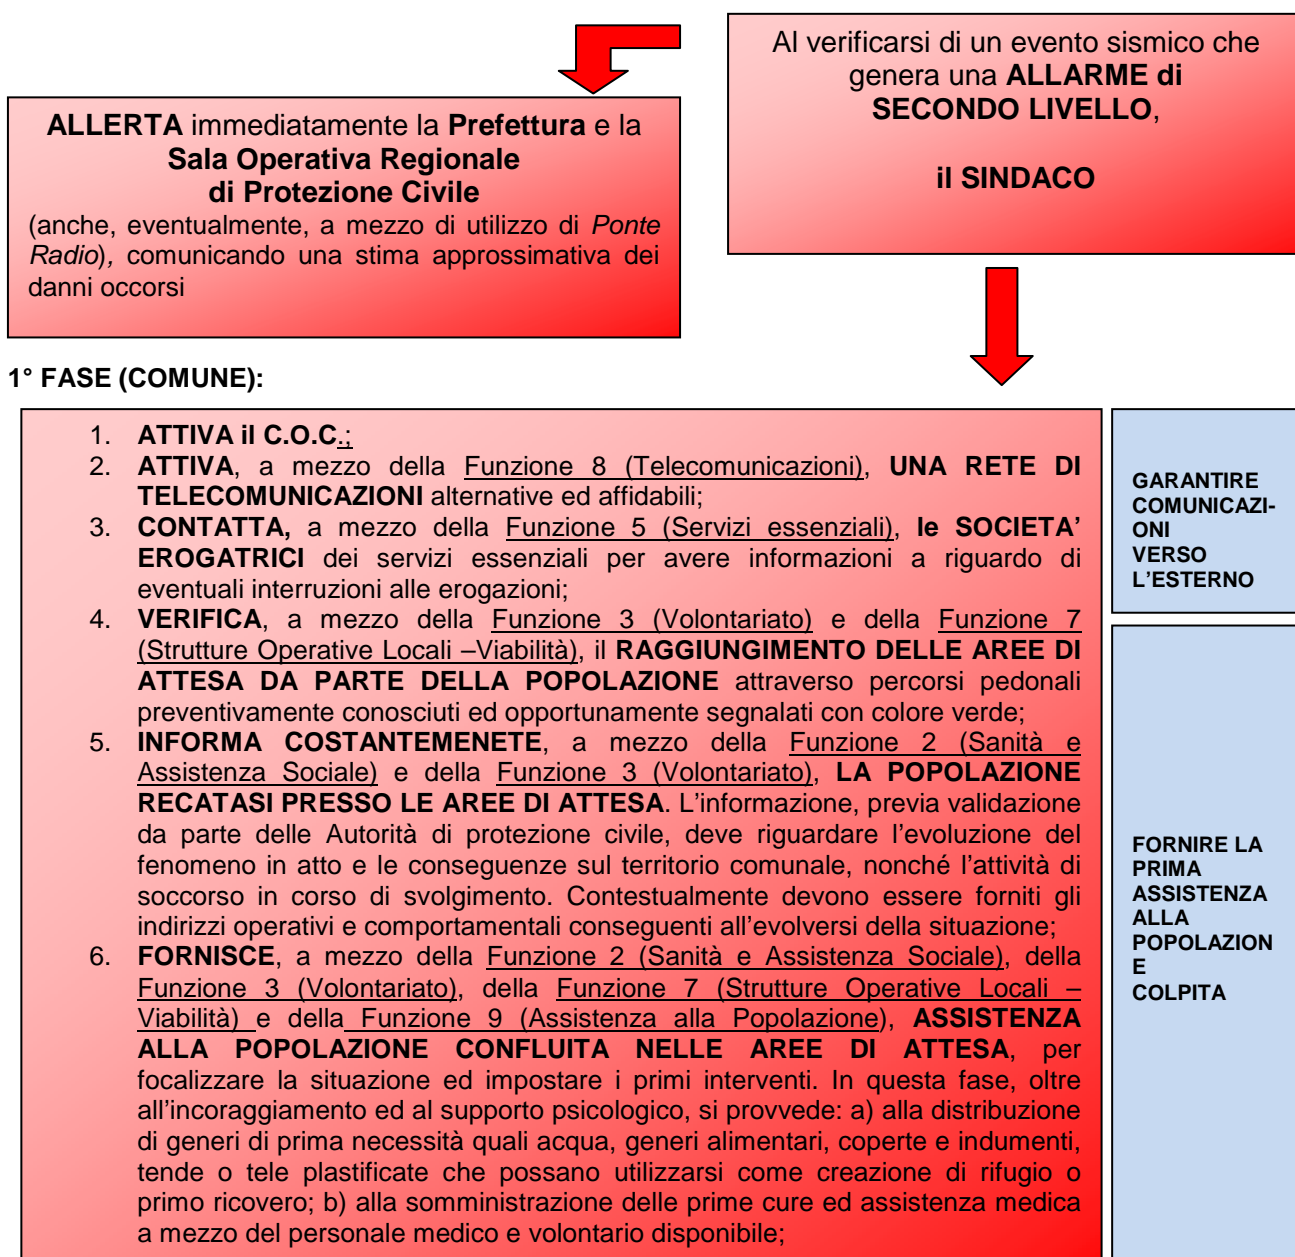 Al verificarsi di un evento sismico che
genera una ALLARME di
SECONDO LIVELLO,
il SINDACO
ALLERTA immediatamente la Prefettura e la
Sala Operativa Regionale
di Protezione Civile
(anche, eventualmente, a mezzo di utilizzo di Ponte
Radio), comunicando una stima approssimativa dei
danni occorsi
1° FASE (COMUNE):
1. ATTIVA il C.O.C.;
2. ATTIVA, a mezzo della Funzione 8 (Telecomunicazioni), UNA RETE DI
TELECOMUNICAZIONI alternative ed affidabili;
3. CONTATTA, a mezzo della Funzione 5 (Servizi essenziali), le SOCIETA'
EROGATRICI dei servizi essenziali per avere informazioni a riguardo di
eventuali interruzioni alle erogazioni;
4. VERIFICA, a mezzo della Funzione 3 (Volontariato) e della Funzione 7
(Strutture Operative Locali –Viabilità), il RAGGIUNGIMENTO DELLE AREE DI
ATTESA DA PARTE DELLA POPOLAZIONE attraverso percorsi pedonali
preventivamente conosciuti ed opportunamente segnalati con colore verde;
5. INFORMA COSTANTEMENETE, a mezzo della Funzione 2 (Sanità e
Assistenza Sociale) e della Funzione 3 (Volontariato), LA POPOLAZIONE
RECATASI PRESSO LE AREE DI ATTESA. L'informazione, previa validazione
da parte delle Autorità di protezione civile, deve riguardare l'evoluzione del
fenomeno in atto e le conseguenze sul territorio comunale, nonché l'attività di
soccorso in corso di svolgimento. Contestualmente devono essere forniti gli
indirizzi operativi e comportamentali conseguenti all'evolversi della situazione;
6. FORNISCE, a mezzo della Funzione 2 (Sanità e Assistenza Sociale), della
Funzione 3 (Volontariato), della Funzione 7 (Strutture Operative Locali –
Viabilità) e della Funzione 9 (Assistenza alla Popolazione), ASSISTENZA
ALLA POPOLAZIONE CONFLUITA NELLE AREE DI ATTESA, per
focalizzare la situazione ed impostare i primi interventi. In questa fase, oltre
all'incoraggiamento ed al supporto psicologico, si provvede: a) alla distribuzione
di generi di prima necessità quali acqua, generi alimentari, coperte e indumenti,
tende o tele plastificate che possano utilizzarsi come creazione di rifugio o
primo ricovero; b) alla somministrazione delle prime cure ed assistenza medica
a mezzo del personale medico e volontario disponibile;
GARANTIRE
COMUNICAZI-
ONI
VERSO
L'ESTERNO
FORNIRE LA
PRIMA
ASSISTENZA
ALLA
POPOLAZION
E
COLPITA